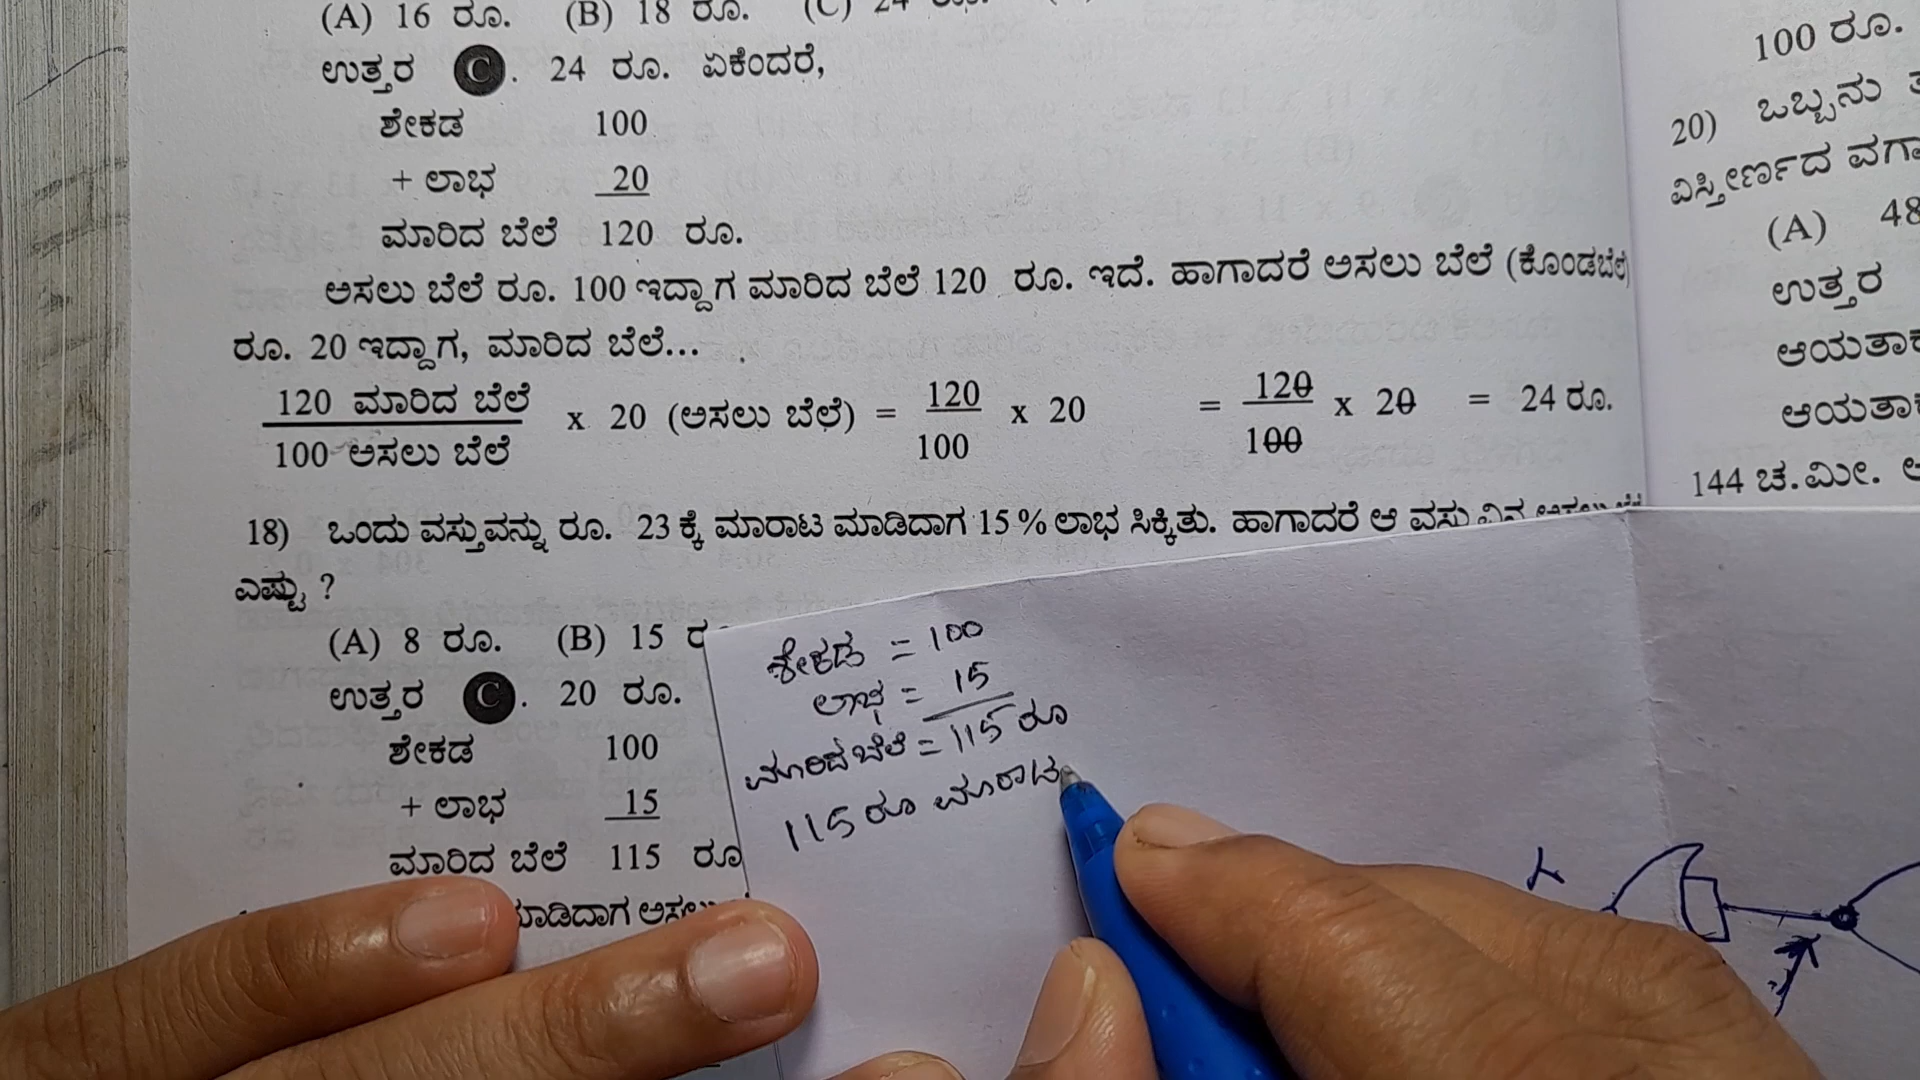 (A) 16 ರೂ. (B) 18 ರೂ. (C) 24
ಉತ್ತರ C. 24 ರೂ. ಏಕೆಂದರೆ,
ಶೇಕಡ 100
+ ಲಾಭ 20
ಮಾರಿದ ಬೆಲೆ 120 ರೂ.
ಅಸಲು ಬೆಲೆ ರೂ. 100 ಇದ್ದಾಗ ಮಾರಿದ ಬೆಲೆ 120 ರೂ. ಇದೆ. ಹಾಗಾದರೆ ಅಸಲು ಬೆಲೆ (ಕೊಂಡಬೆಲೆ)
ರೂ. 20 ಇದ್ದಾಗ, ಮಾರಿದ ಬೆಲೆ...
120 ಮಾರಿದ ಬೆಲೆ / 100 ಅಸಲು ಬೆಲೆ x 20 (ಅಸಲು ಬೆಲೆ) = 120 / 100 x 20 = 120 / 100 x 20 = 24 ರೂ.
18) ಒಂದು ವಸ್ತುವನ್ನು ರೂ. 23 ಕ್ಕೆ ಮಾರಾಟ ಮಾಡಿದಾಗ 15% ಲಾಭ ಸಿಕ್ಕಿತು. ಹಾಗಾದರೆ ಆ
ಎಷ್ಟು ?
(A) 8 ರೂ. (B) 15
ಉತ್ತರ C. 20 ರೂ.
ಶೇಕಡ 100
+ ಲಾಭ 15
ಮಾರಿದ ಬೆಲೆ 115 ರೂ
ಶೇಕಡ = 100
ಲಾಭ = 15
ಮಾರಿದ ಬೆಲೆ = 115 ರೂ
115 ರೂ ಮಾರಾಟ
100 ರೂ.
20) ಒಬ್ಬನು
ವಿಸ್ತೀರ್ಣದ
(A) 48
ಉತ್ತರ
144 ಚ.ಮೀ.